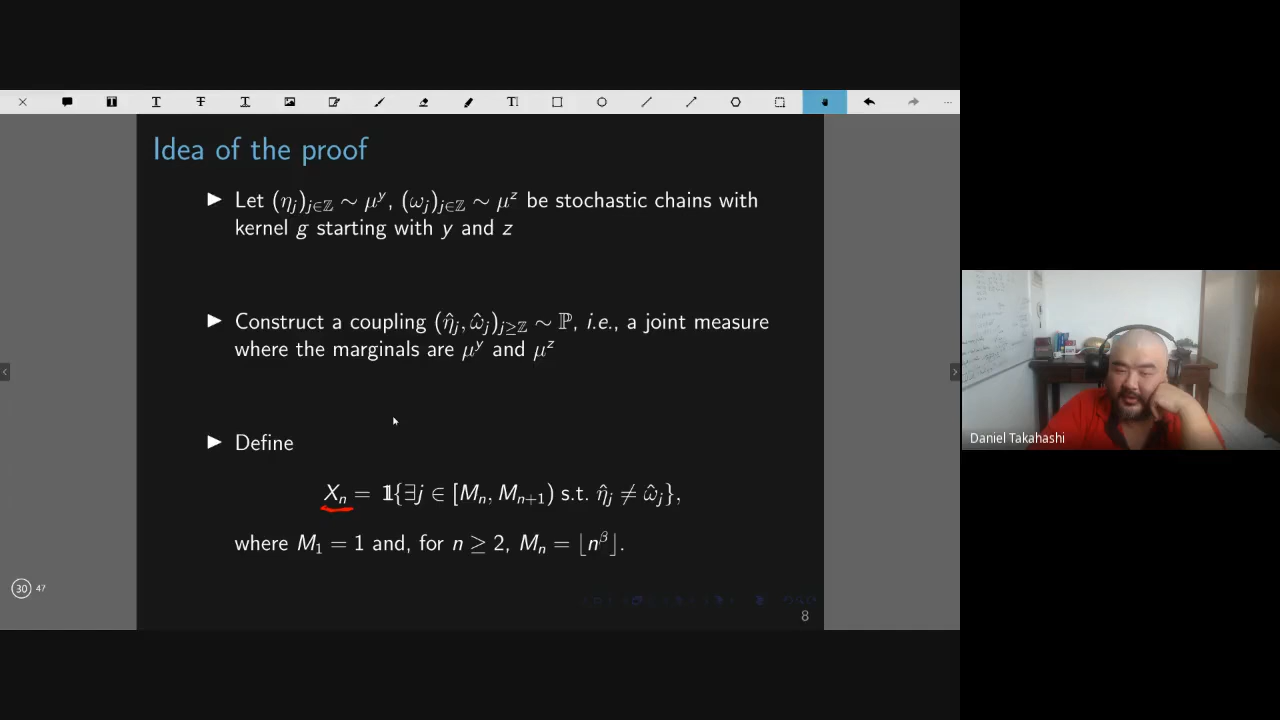 Idea of the proof
▶ Let (η_j)_{j∈ℤ} ∼ μ^y, (ω_j)_{j∈ℤ} ∼ μ^z be stochastic chains with
kernel g starting with y and z
▶ Construct a coupling (η̂_j, ω̂_j)_{j≥ℤ} ∼ ℙ, i.e., a joint measure
where the marginals are μ^y and μ^z
▶ Define
X_n = 𝟙{∃j ∈ [M_n, M_{n+1}) s.t. η̂_j ≠ ω̂_j},
where M_1 = 1 and, for n ≥ 2, M_n = ⌊n^β⌋.
30 47
8
Daniel Takahashi